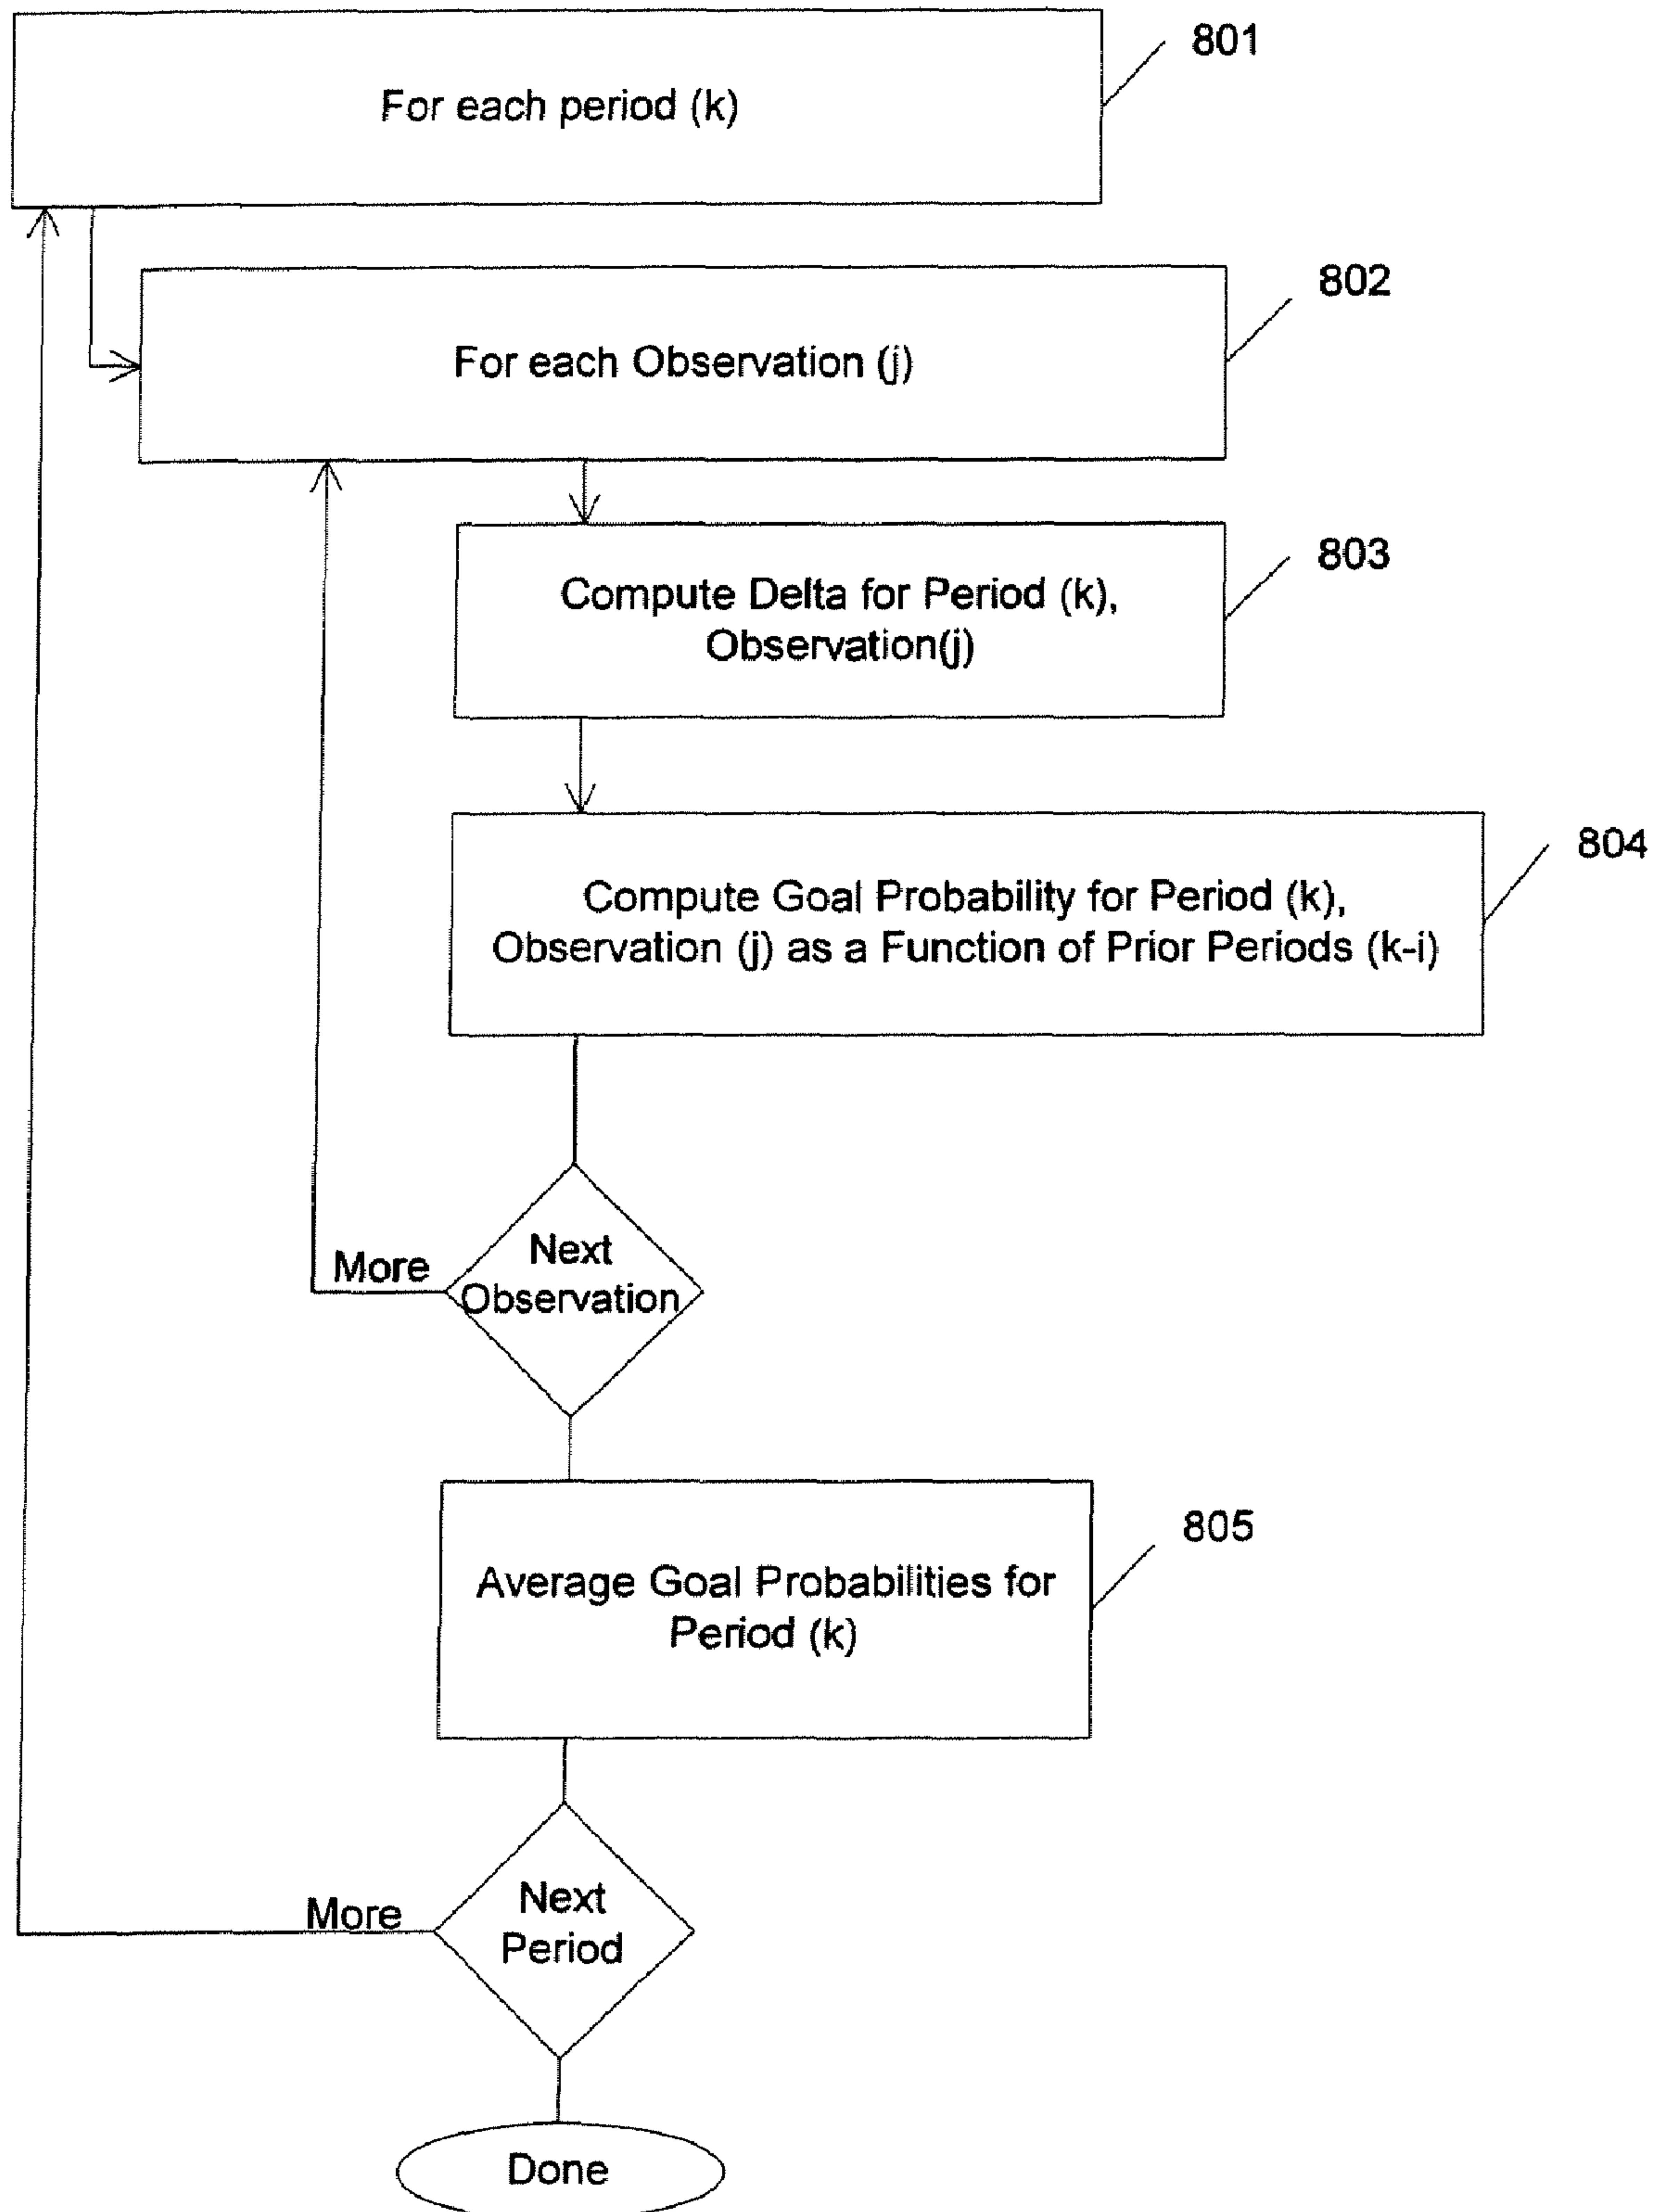 801
For each period (k)
802
For each Observation (j)
803
Compute Delta for Period (k),
Observation(j)
804
Compute Goal Probability for Period (k),
Observation (j) as a Function of Prior Periods (k-i)
More
Next
Observation
805
Average Goal Probabilities for
Period (k)
More
Next
Period
Done